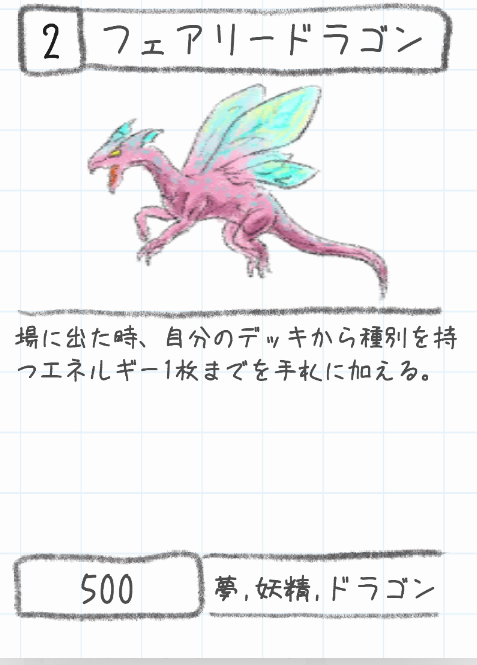 2 フェアリードラゴン
場に出た時、自分のデッキから種別を持
つエネルギー1枚までを手札に加える。
500 夢,妖精,ドラゴン